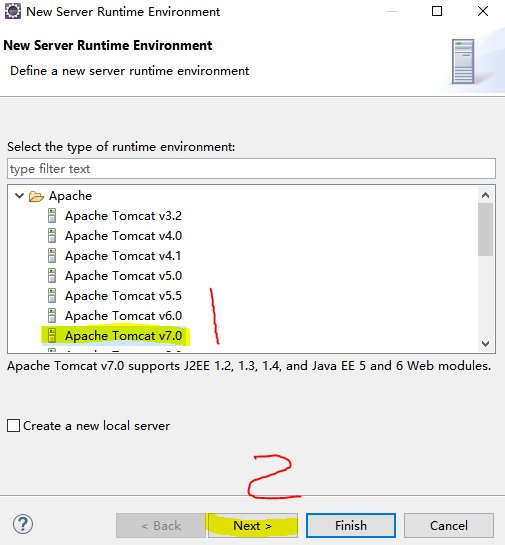 New Server Runtime Environment
New Server Runtime Environment
Define a new server runtime environment
Select the type of runtime environment:
type filter text
Apache
Apache Tomcat v3.2
Apache Tomcat v4.0
Apache Tomcat v4.1
Apache Tomcat v5.0
Apache Tomcat v5.5
Apache Tomcat v6.0
1
Apache Tomcat v7.0
Apache Tomcat v7.0 supports J2EE 1.2, 1.3, 1.4, and Java EE 5 and 6 Web modules.
Create a new local server
2
? < Back Next > Finish Cancel